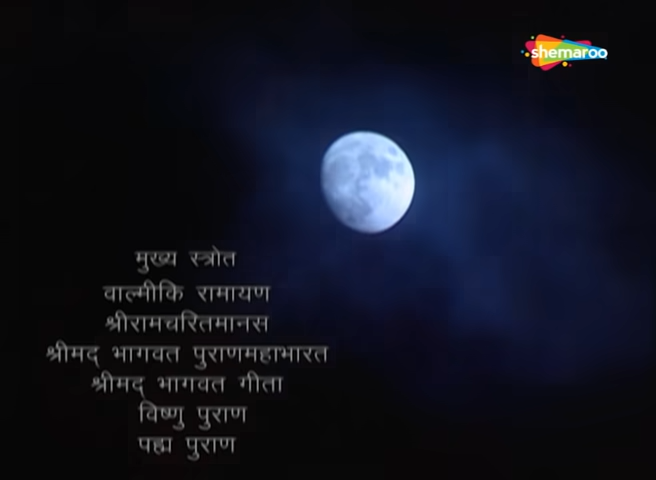 shemaroo
मुख्य स्त्रोत
वाल्मीकि रामायण
श्रीरामचरितमानस
श्रीमद् भागवत पुराणमहाभारत
श्रीमद् भागवत गीता
विष्णु पुराण
पद्म पुराण